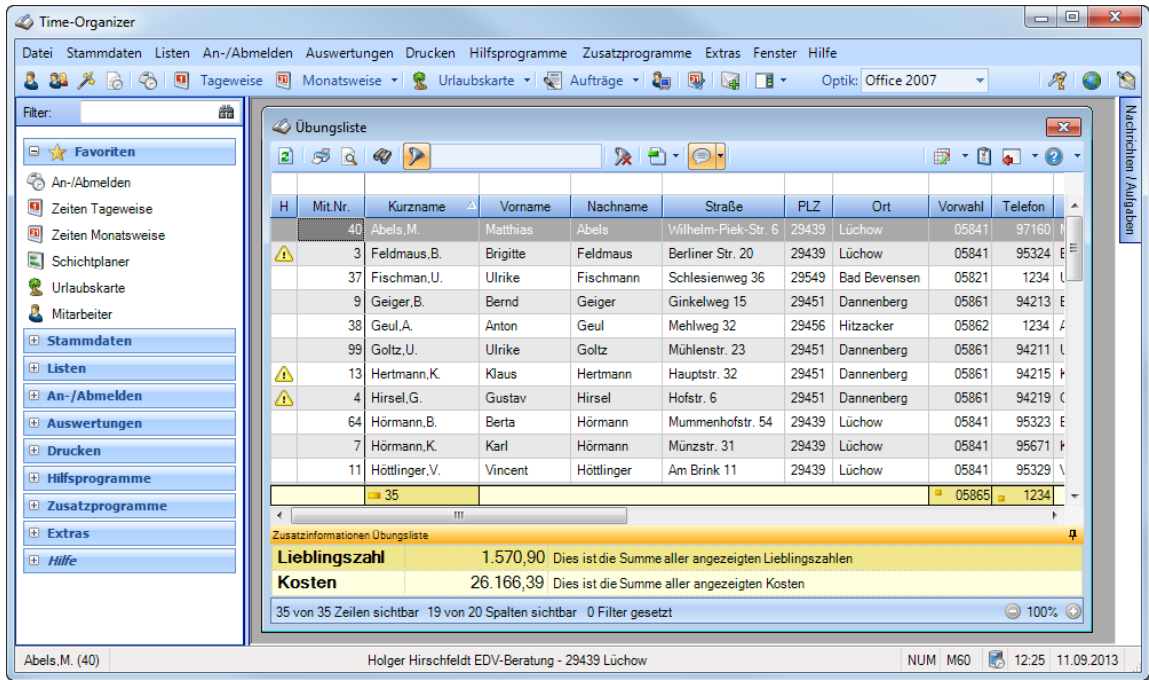 Time-Organizer
Datei Stammdaten Listen An-/Abmelden Auswertungen Drucken Hilfsprogramme Zusatzprogramme Extras Fenster Hilfe
Tageweise Monatsweise Urlaubskarte Aufträge Optik: Office 2007
Filter:
Favoriten
An-/Abmelden
Zeiten Tageweise
Zeiten Monatsweise
Schichtplaner
Urlaubskarte
Mitarbeiter
Stammdaten
Listen
An-/Abmelden
Auswertungen
Drucken
Hilfsprogramme
Zusatzprogramme
Extras
Hilfe
Übungsliste
H Mit.Nr. Kurzname Vorname Nachname Straße PLZ Ort Vorwahl Telefon
40 Abels,M. Matthias Abels Wilhelm-Piek-Str. 6 29439 Lüchow 05841 97160
3 Feldmaus,B. Brigitte Feldmaus Berliner Str. 20 29439 Lüchow 05841 95324
37 Fischman,U. Ulrike Fischmann Schlesienweg 36 29549 Bad Bevensen 05821 1234
9 Geiger,B. Bernd Geiger Ginkelweg 15 29451 Dannenberg 05861 94213
38 Geul,A. Anton Geul Mehlweg 32 29456 Hitzacker 05862 1234
99 Goltz,U. Ulrike Goltz Mühlenstr. 23 29451 Dannenberg 05861 94211
13 Hertmann,K. Klaus Hertmann Hauptstr. 32 29451 Dannenberg 05861 94215
4 Hirsel,G. Gustav Hirsel Hofstr. 6 29451 Dannenberg 05861 94219
64 Hörmann,B. Berta Hörmann Mummenhofstr. 54 29439 Lüchow 05841 95323
7 Hörmann,K. Karl Hörmann Münzstr. 31 29439 Lüchow 05841 95671
11 Höttlinger,V. Vincent Höttlinger Am Brink 11 29439 Lüchow 05841 95329
35 05865 1234
Zusatzinformationen Übungsliste
Lieblingszahl 1.570,90 Dies ist die Summe aller angezeigten Lieblingszahlen
Kosten 26.166,39 Dies ist die Summe aller angezeigten Kosten
35 von 35 Zeilen sichtbar 19 von 20 Spalten sichtbar 0 Filter gesetzt 100%
Nachrichten / Aufgaben
Abels,M. (40) Holger Hirschfeldt EDV-Beratung - 29439 Lüchow NUM M60 12:25 11.09.2013